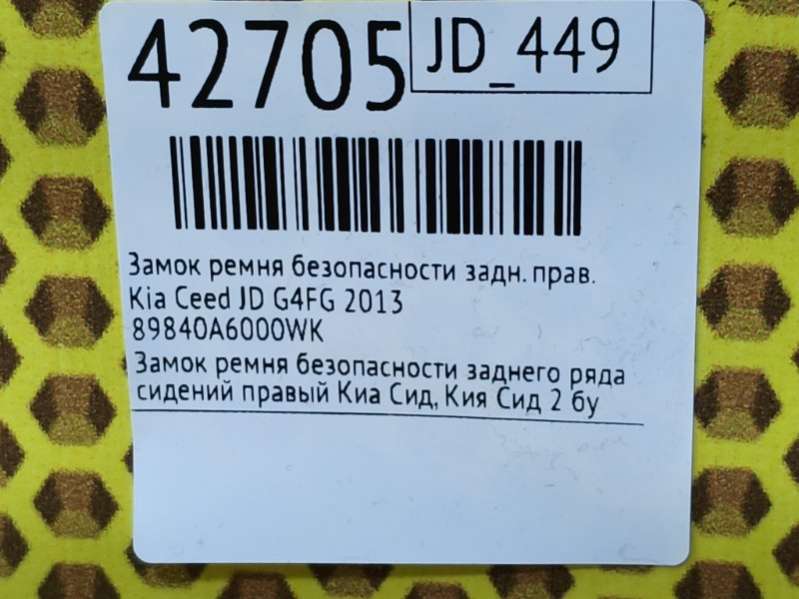 42705
JD_449
Замок ремня безопасности задн. прав.
Kia Ceed JD G4FG 2013
89840A6000WK
Замок ремня безопасности заднего ряда
сидений правый Киа Сид, Кия Сид 2 бу